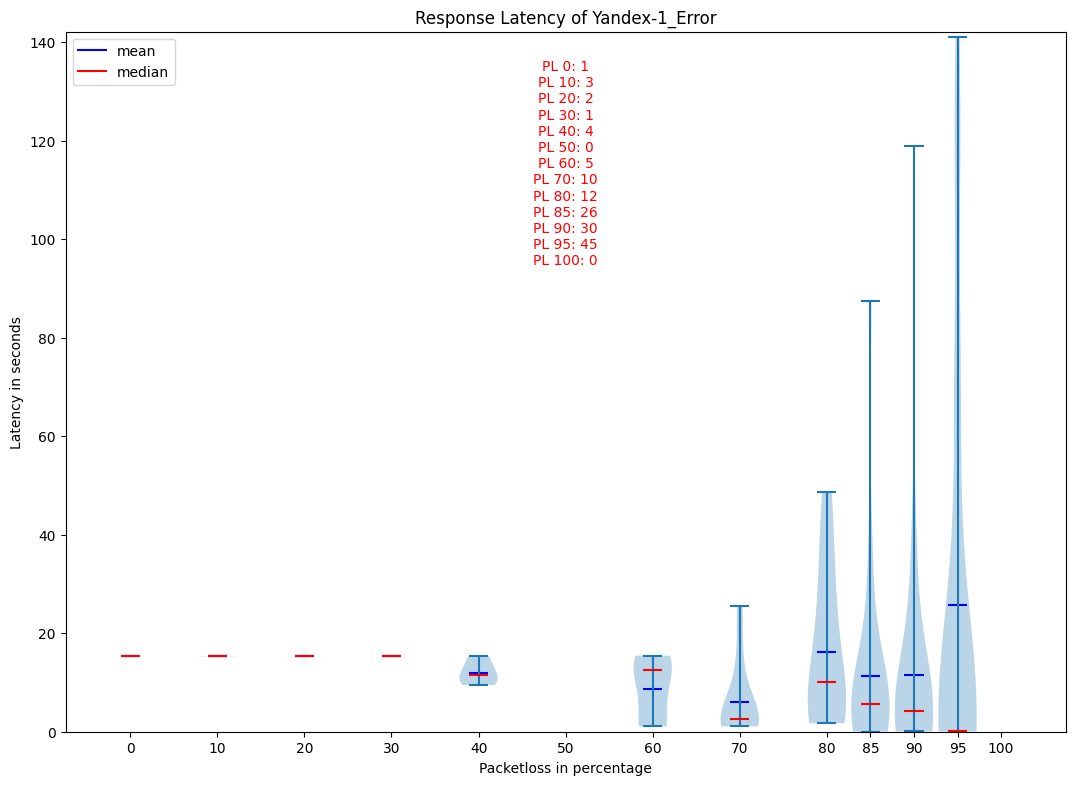 Response Latency of Yandex-1_Error
mean
median
PL 0: 1
PL 10: 3
PL 20: 2
PL 30: 1
PL 40: 4
PL 50: 0
PL 60: 5
PL 70: 10
PL 80: 12
PL 85: 26
PL 90: 30
PL 95: 45
PL 100: 0
Latency in seconds
140
120
100
80
60
40
20
0
0 10 20 30 40 50 60 70 80 85 90 95 100
Packetloss in percentage